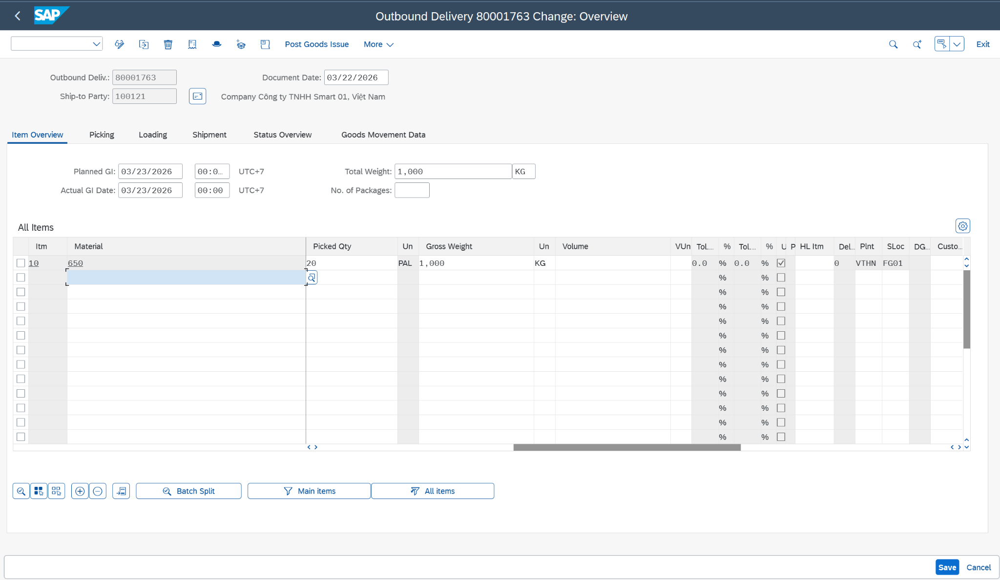 SAP
Outbound Delivery 80001763 Change: Overview
Post Goods Issue More Exit
Outbound Deliv.: 80001763 Document Date: 03/22/2026
Ship-to Party: 100121 Company Công ty TNHH Smart 01, Việt Nam
Item Overview Picking Loading Shipment Status Overview Goods Movement Data
Planned GI: 03/23/2026 00:0... UTC+7 Total Weight: 1,000 KG
Actual GI Date: 03/23/2026 00:00 UTC+7 No. of Packages:
All Items
Itm Material Picked Qty Un Gross Weight Un Volume VUn Tol.... % Tol.... % U P HL Itm Del... Plnt SLoc DG... Custo...
10 650 20 PAL 1,000 KG 0.0 % 0.0 % 0 VTHN FG01
% %
% %
% %
% %
% %
% %
% %
% %
% %
% %
% %
% %
Batch Split Main items All items
Save Cancel